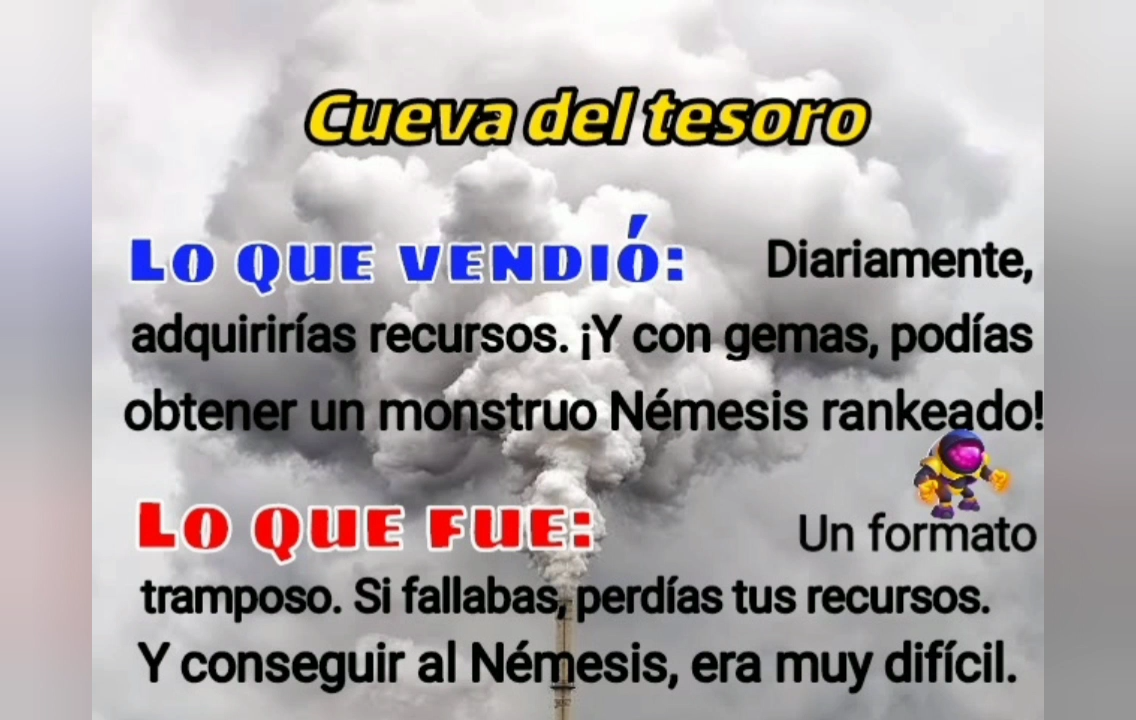 Cueva del tesoro
Lo que vendió: Diariamente,
adquirirías recursos. ¡Y con gemas, podías
obtener un monstruo Némesis rankeado!
Lo que fue: Un formato
tramposo. Si fallabas, perdías tus recursos.
Y conseguir al Némesis, era muy difícil.